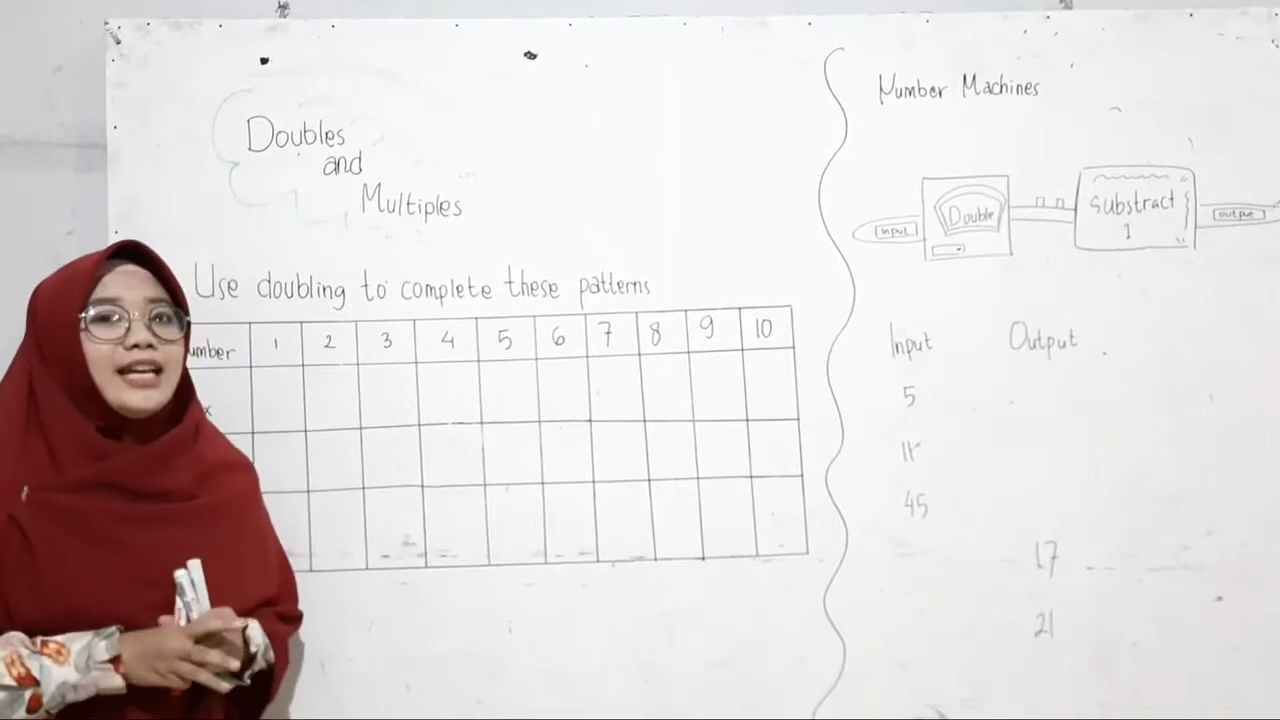 Doubles
and
Multiples
Use doubling to complete these patterns
umber 1 2 3 4 5 6 7 8 9 10
x
Number Machines
input Double substract 1 output
Input Output
5
11
45
17
21